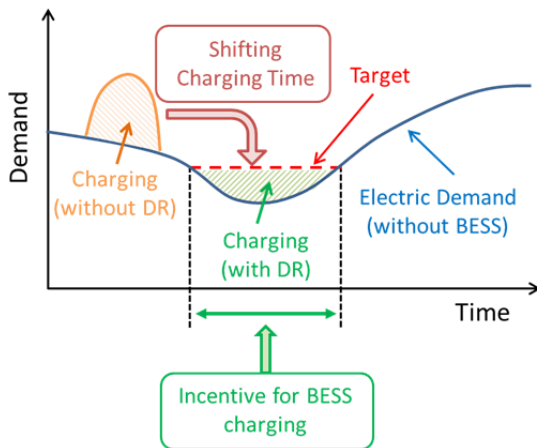 Demand
Shifting
Charging Time
Target
Charging
(without DR)
Charging
(with DR)
Electric Demand
(without BESS)
Time
Incentive for BESS
charging